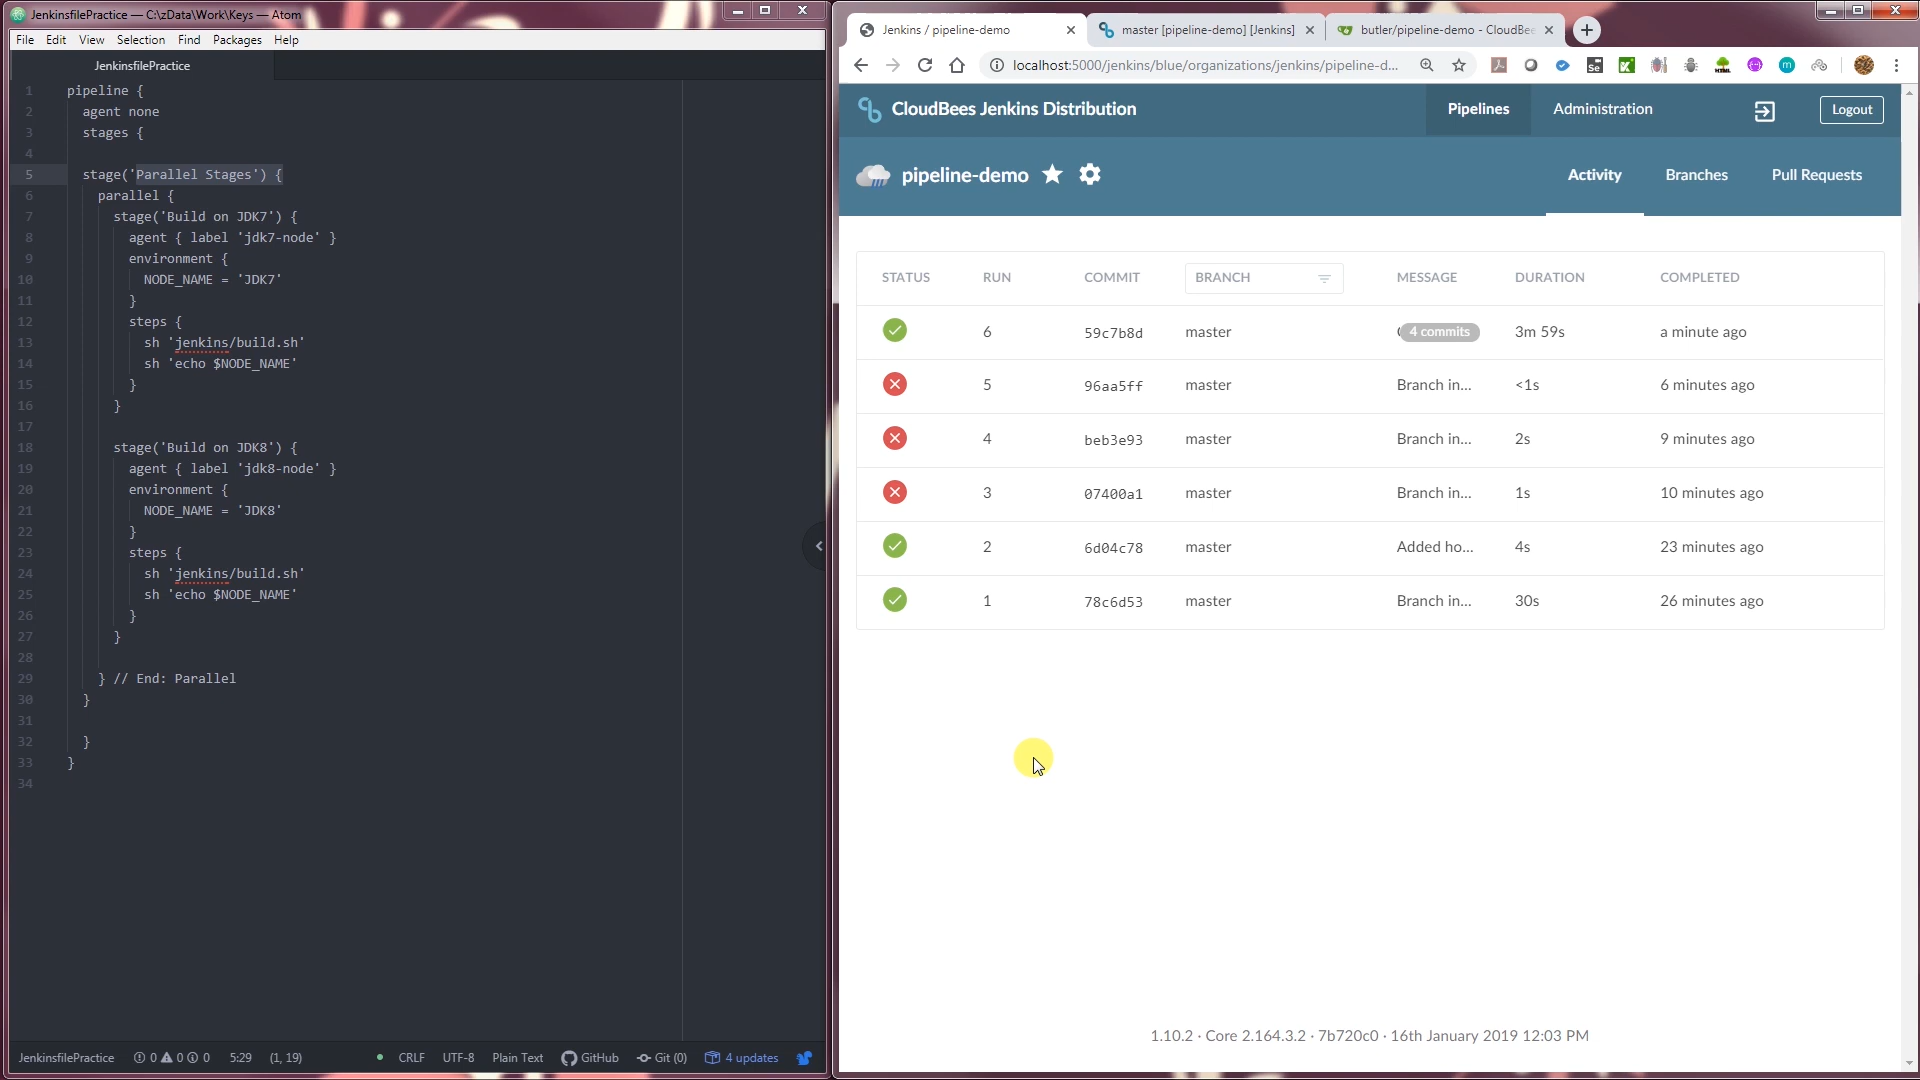 JenkinsfilePractice — C:\zData\Work\Keys — Atom
File Edit View Selection Find Packages Help
JenkinsfilePractice
1 pipeline {
2 agent none
3 stages {
4
5 stage('Parallel Stages') {
6 parallel {
7 stage('Build on JDK7') {
8 agent { label 'jdk7-node' }
9 environment {
10 NODE_NAME = 'JDK7'
11 }
12 steps {
13 sh 'jenkins/build.sh'
14 sh 'echo $NODE_NAME'
15 }
16 }
17
18 stage('Build on JDK8') {
19 agent { label 'jdk8-node' }
20 environment {
21 NODE_NAME = 'JDK8'
22 }
23 steps {
24 sh 'jenkins/build.sh'
25 sh 'echo $NODE_NAME'
26 }
27 }
28
29 } // End: Parallel
30 }
31
32 }
33 }
34
JenkinsfilePractice 0 0 0 5:29 (1, 19) CRLF UTF-8 Plain Text GitHub Git (0) 4 updates
Jenkins / pipeline-demo master [pipeline-demo] [Jenkins] butler/pipeline-demo - CloudBee
localhost:5000/jenkins/blue/organizations/jenkins/pipeline-d...
CloudBees Jenkins Distribution Pipelines Administration Logout
pipeline-demo Activity Branches Pull Requests
STATUS RUN COMMIT BRANCH MESSAGE DURATION COMPLETED
6 59c7b8d master 4 commits 3m 59s a minute ago
5 96aa5ff master Branch in... <1s 6 minutes ago
4 beb3e93 master Branch in... 2s 9 minutes ago
3 07400a1 master Branch in... 1s 10 minutes ago
2 6d04c78 master Added ho... 4s 23 minutes ago
1 78c6d53 master Branch in... 30s 26 minutes ago
1.10.2 · Core 2.164.3.2 · 7b720c0 · 16th January 2019 12:03 PM